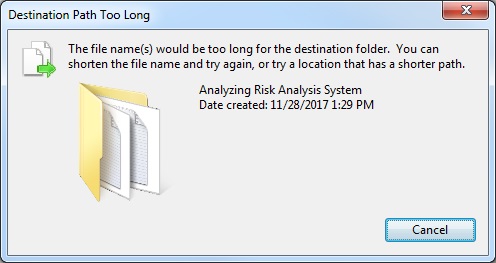 Destination Path Too Long
The file name(s) would be too long for the destination folder. You can
shorten the file name and try again, or try a location that has a shorter path.
Analyzing Risk Analysis System
Date created: 11/28/2017 1:29 PM
Cancel